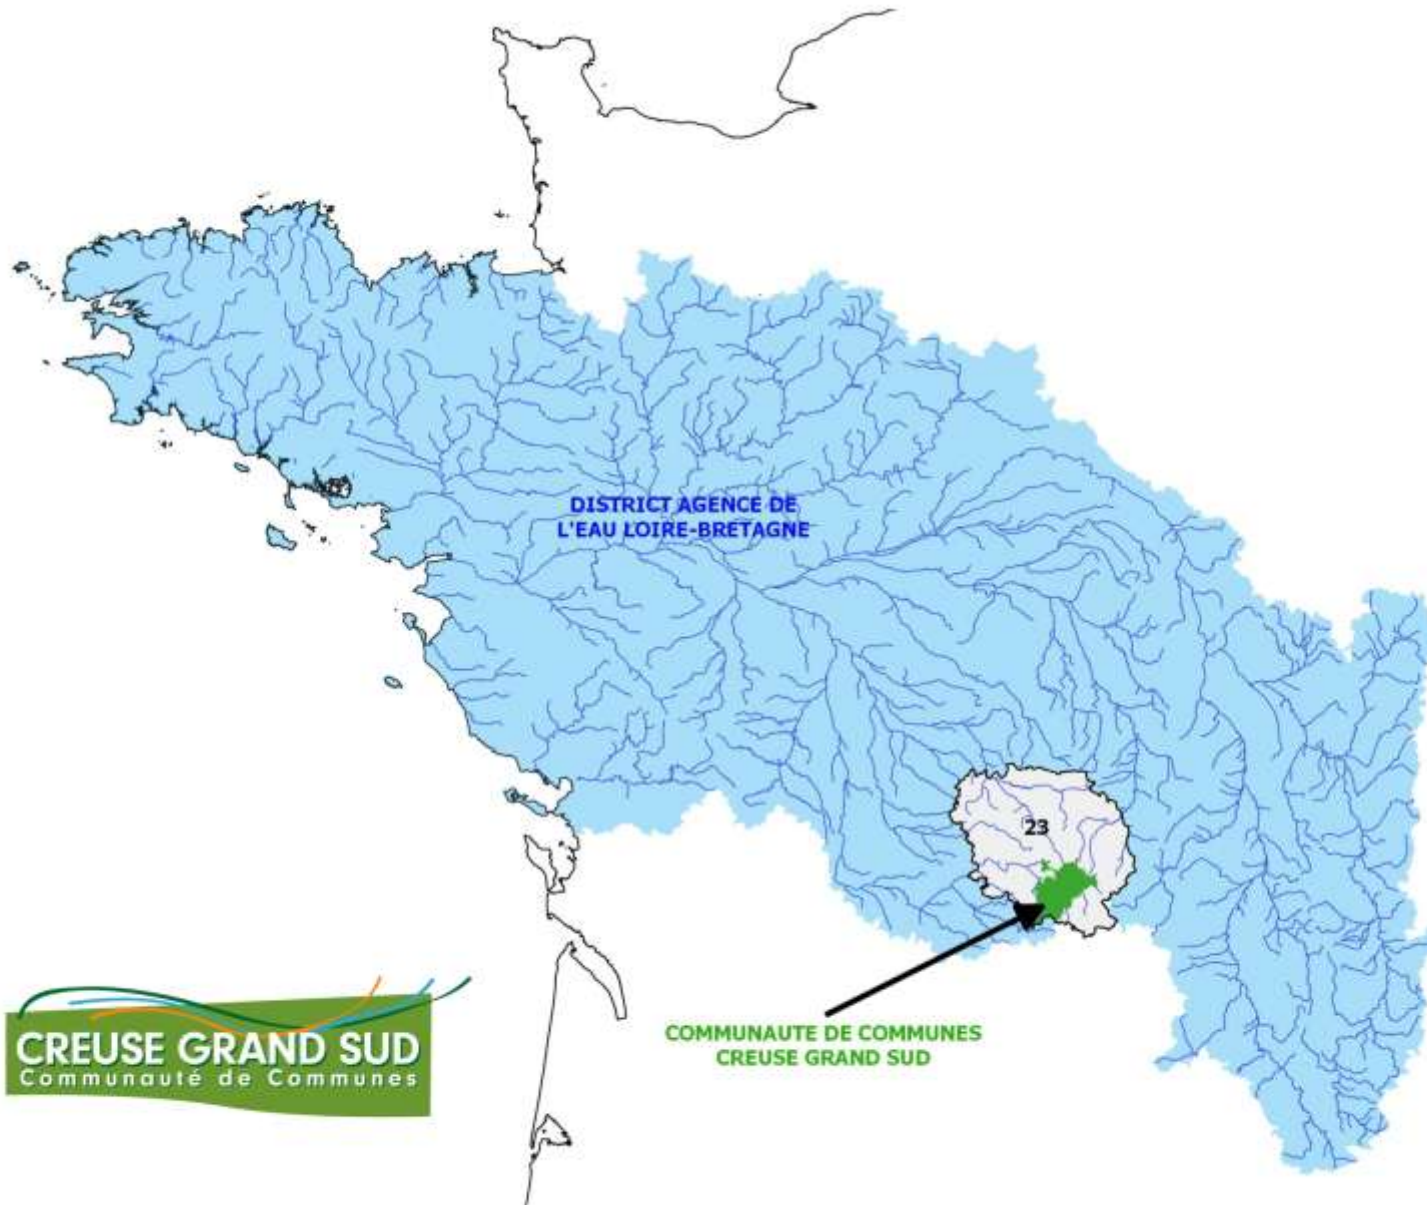 DISTRICT AGENCE DE
L'EAU LOIRE-BRETAGNE
23
COMMUNAUTE DE COMMUNES
CREUSE GRAND SUD
CREUSE GRAND SUD
Communauté de Communes